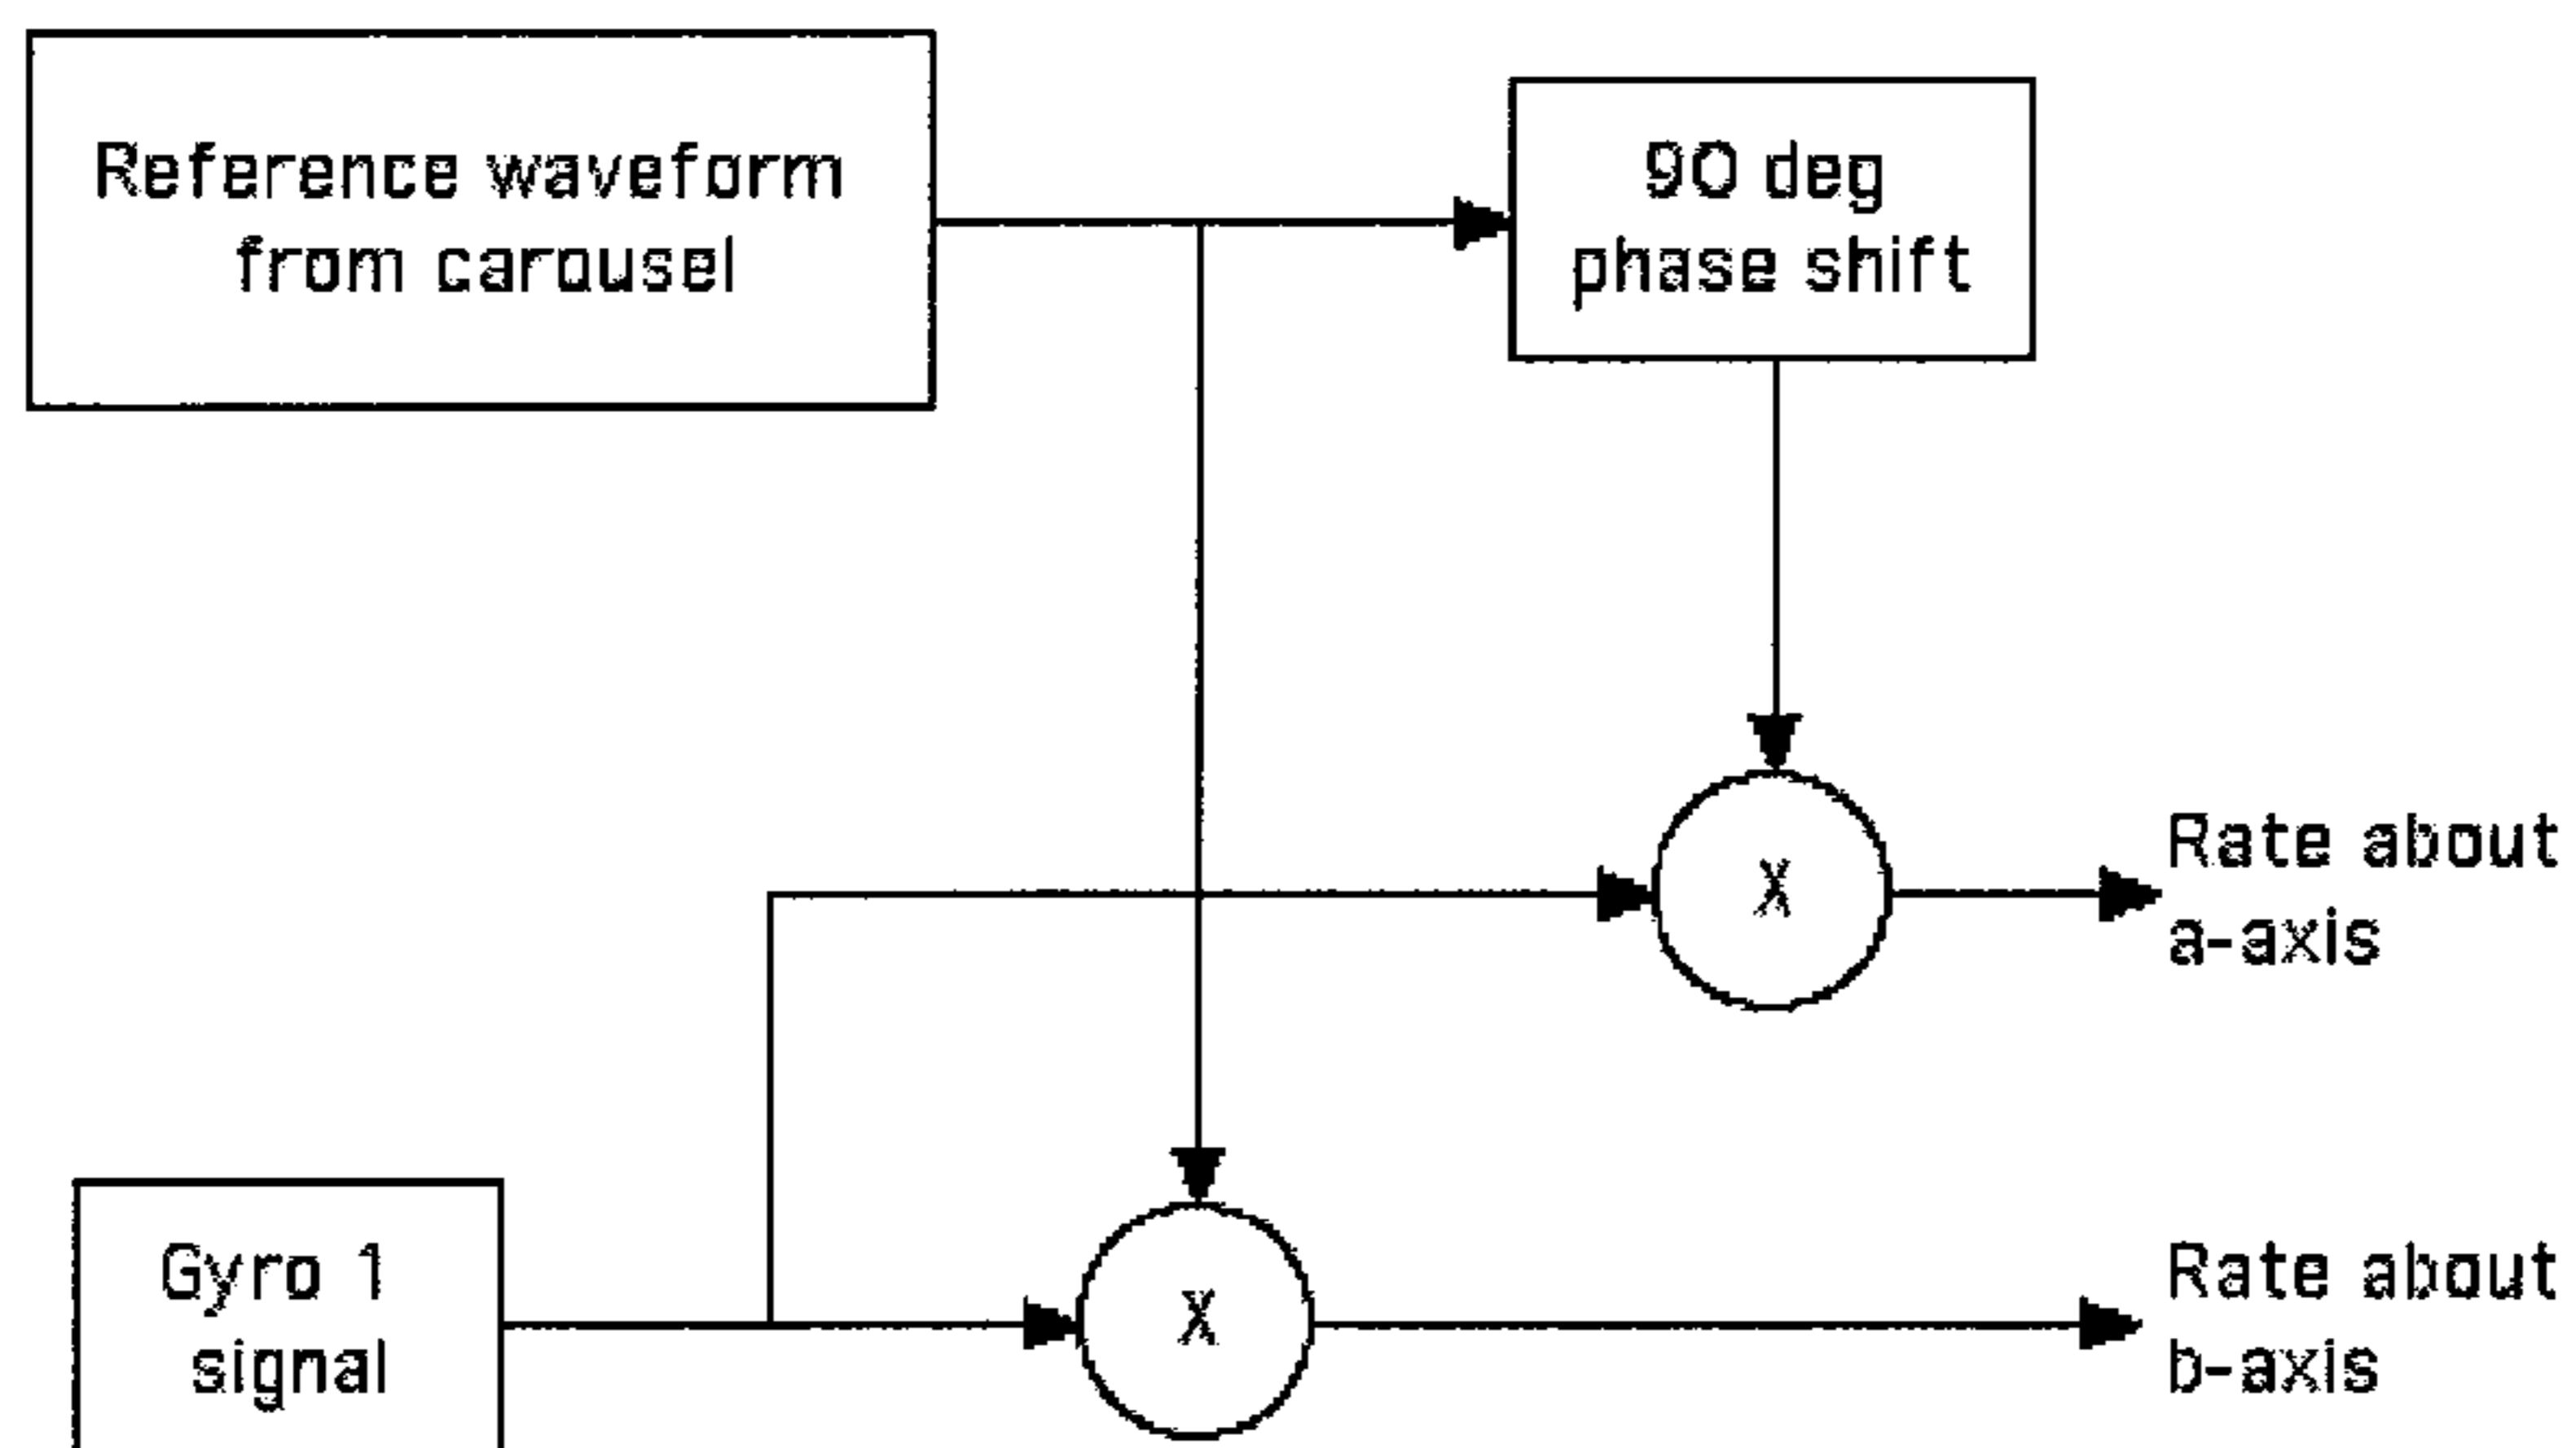 Reference waveform
from carousel
90 deg
phase shift
X
Rate about
a-axis
Gyro 1
signal
X
Rate about
b-axis